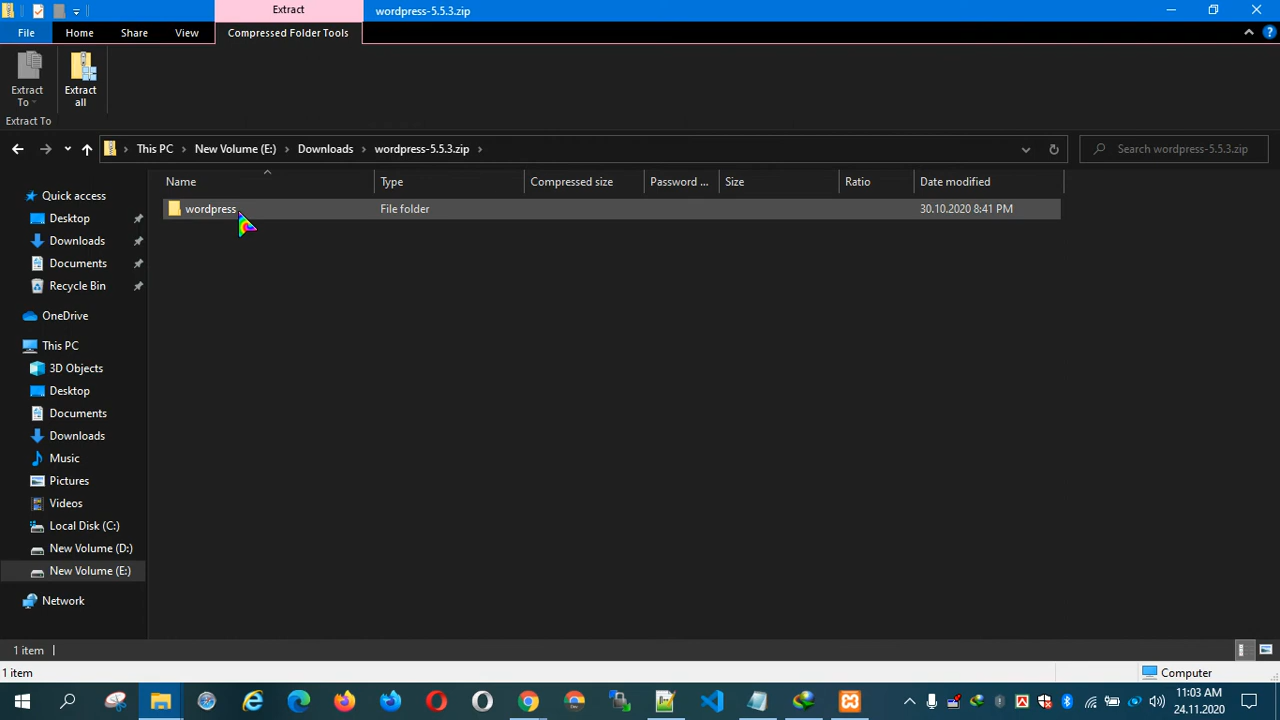 Extract
wordpress-5.5.3.zip
File Home Share View Compressed Folder Tools
Extract To
Extract all
Extract To
This PC New Volume (E:) Downloads wordpress-5.5.3.zip
Search wordpress-5.5.3.zip
Name Type Compressed size Password ... Size Ratio Date modified
wordpress File folder 30.10.2020 8:41 PM
Quick access
Desktop
Downloads
Documents
Recycle Bin
OneDrive
This PC
3D Objects
Desktop
Documents
Downloads
Music
Pictures
Videos
Local Disk (C:)
New Volume (D:)
New Volume (E:)
Network
1 item
1 item
Computer
11:03 AM
24.11.2020